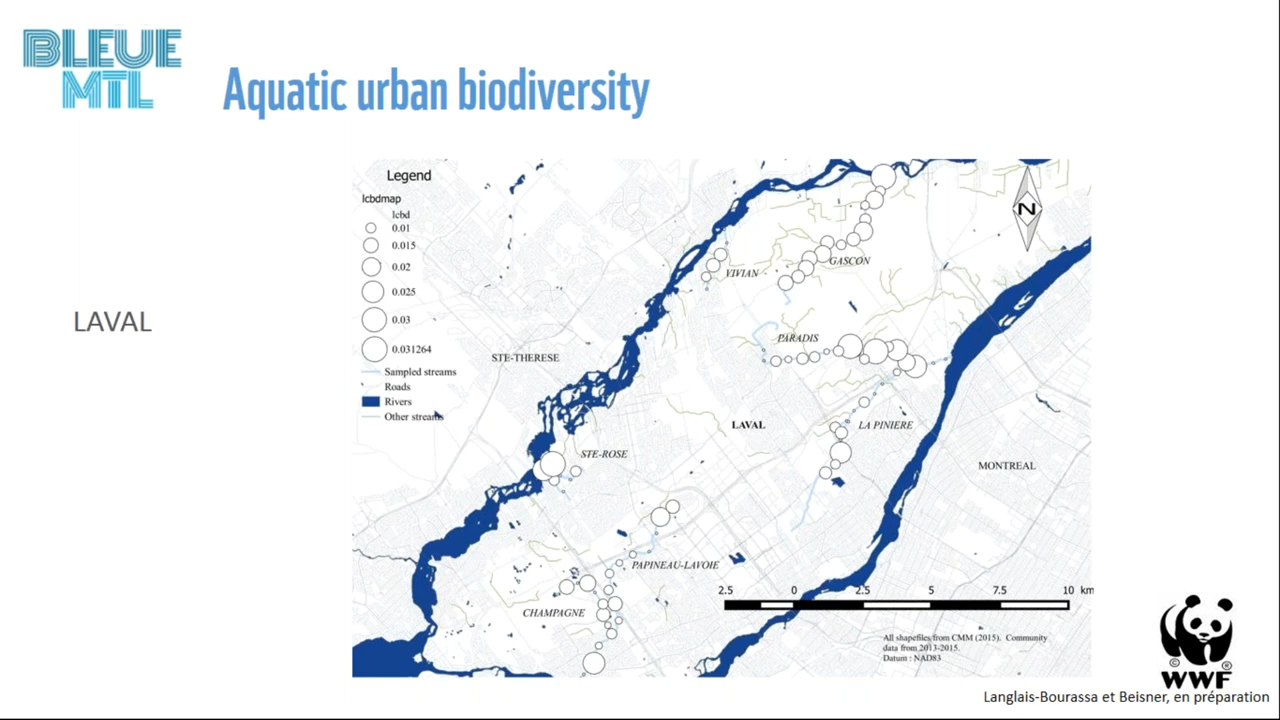 BLEUE
MTL
Aquatic urban biodiversity
LAVAL
Legend
lcbdmap
lcbd
0.01
0.015
0.02
0.025
0.03
0.031264
Sampled streams
Roads
Rivers
Other streams
N
VIVIAN
GASCON
PARADIS
STE-THERESE
LAVAL
LA PINIERE
STE-ROSE
MONTREAL
PAPINEAU-LAVOIE
CHAMPAGNE
2.5 0 2.5 5 7.5 10 km
All shapefiles from CMM (2015). Community
data from 2013-2015.
Datum : NAD83
© ®
WWF
Langlais-Bourassa et Beisner, en préparation